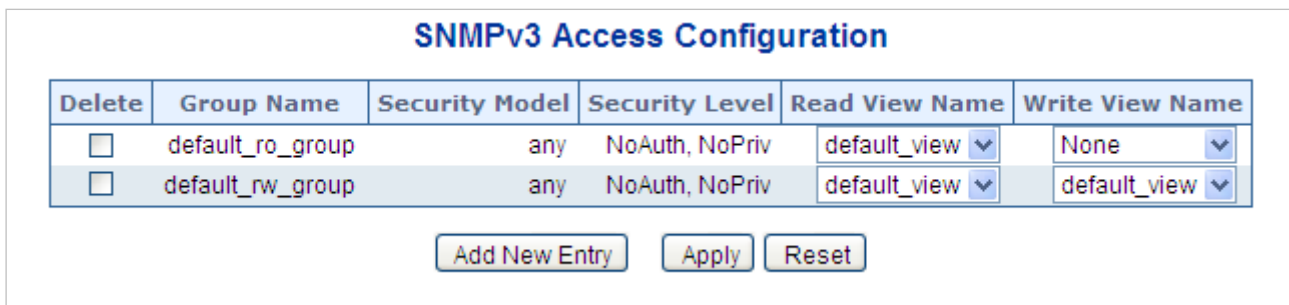 SNMPv3 Access Configuration
Delete Group Name Security Model Security Level Read View Name Write View Name
default_ro_group any NoAuth, NoPriv default_view None
default_rw_group any NoAuth, NoPriv default_view default_view
Add New Entry Apply Reset